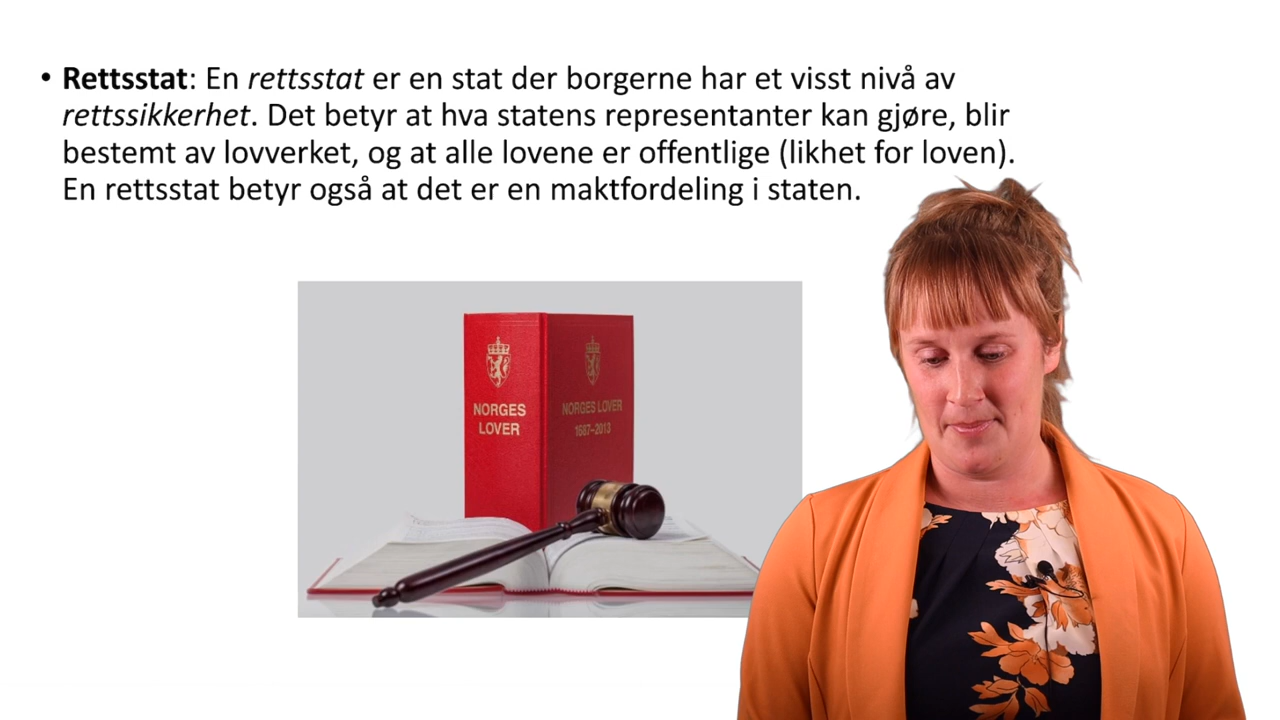 • Rettsstat: En rettsstat er en stat der borgerne har et visst nivå av
rettssikkerhet. Det betyr at hva statens representanter kan gjøre, blir
bestemt av lovverket, og at alle lovene er offentlige (likhet for loven).
En rettsstat betyr også at det er en maktfordeling i staten.
NORGES
LOVER
NORGES LOVER
1687–2013